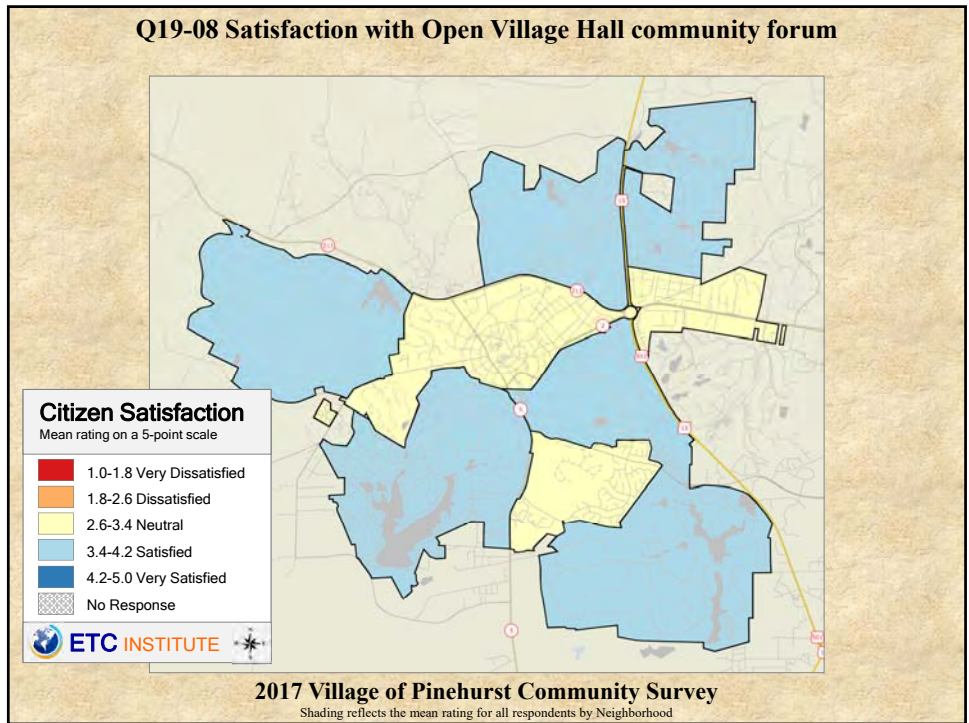 Q19-08 Satisfaction with Open Village Hall community forum
Citizen Satisfaction
Mean rating on a 5-point scale
1.0-1.8 Very Dissatisfied
1.8-2.6 Dissatisfied
2.6-3.4 Neutral
3.4-4.2 Satisfied
4.2-5.0 Very Satisfied
No Response
ETC INSTITUTE
2017 Village of Pinehurst Community Survey
Shading reflects the mean rating for all respondents by Neighborhood